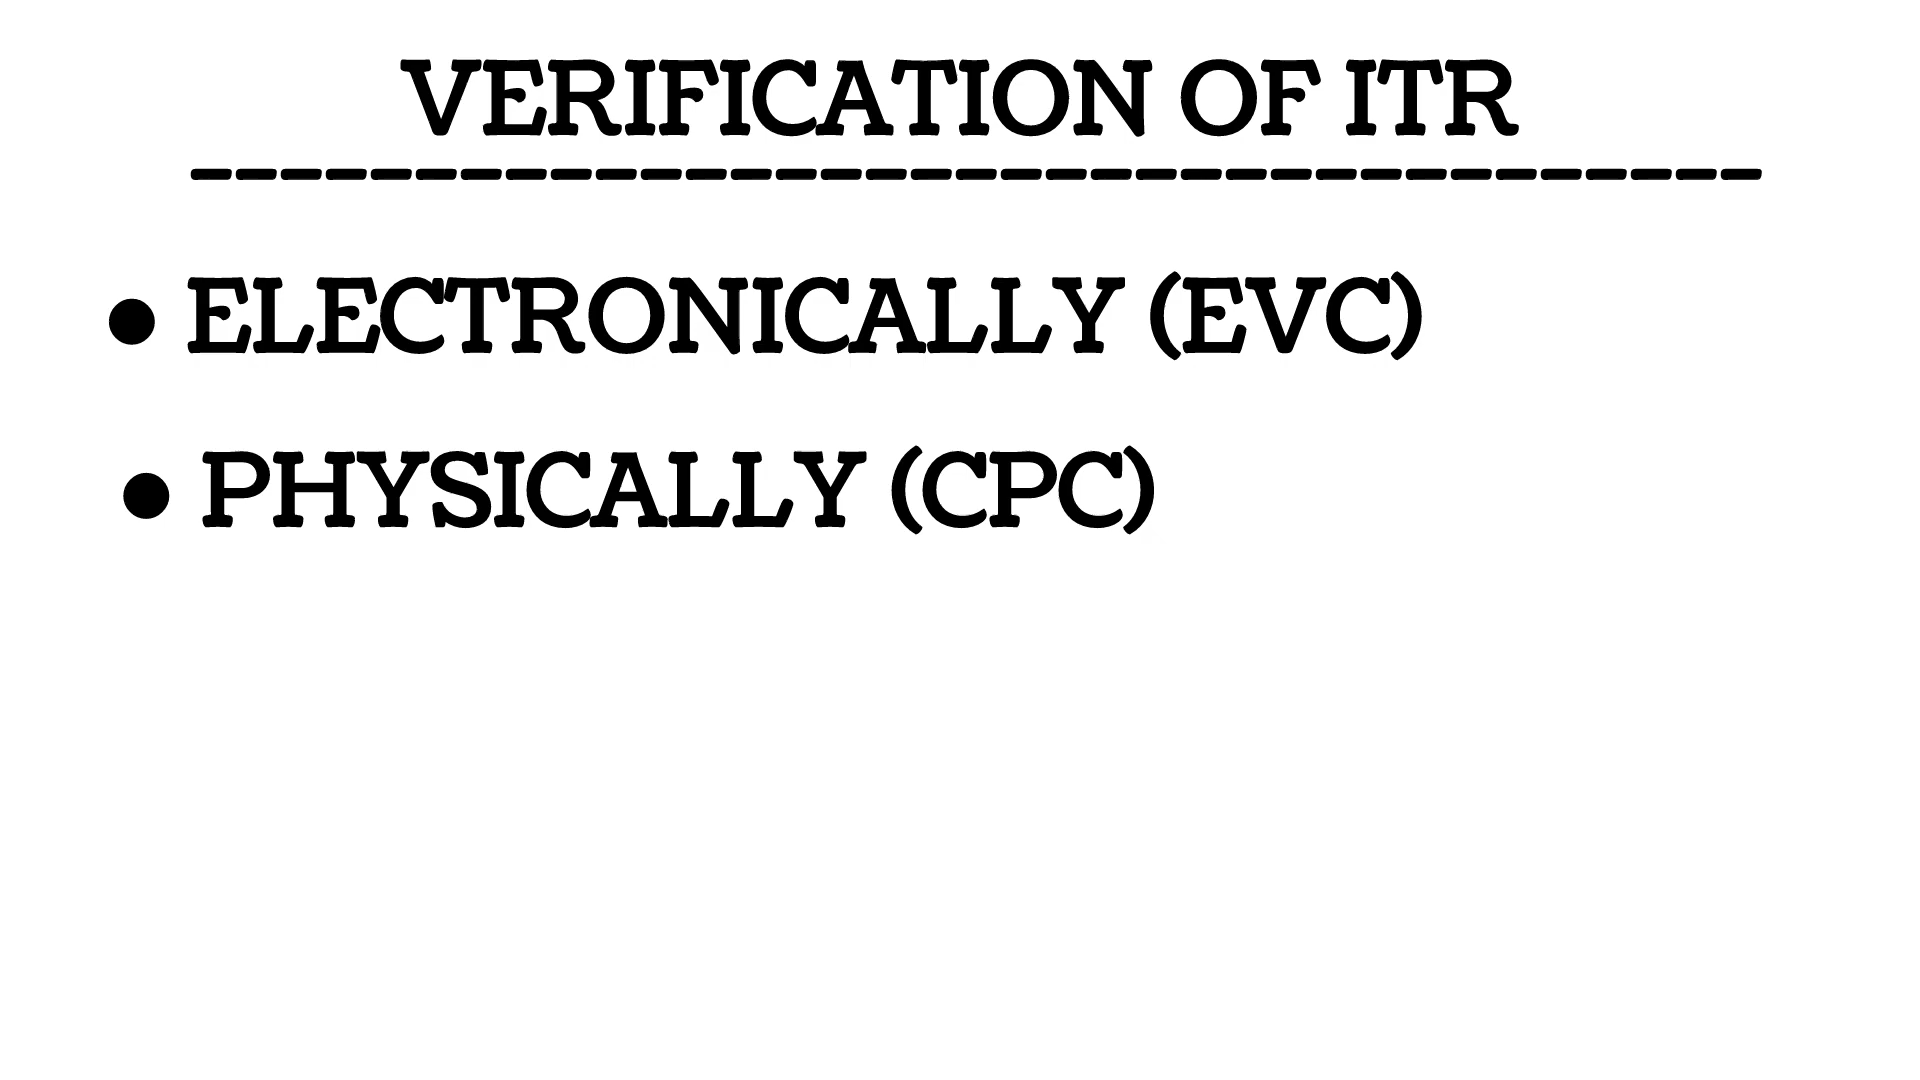 VERIFICATION OF ITR
-----------------------------------
● ELECTRONICALLY (EVC)
● PHYSICALLY (CPC)